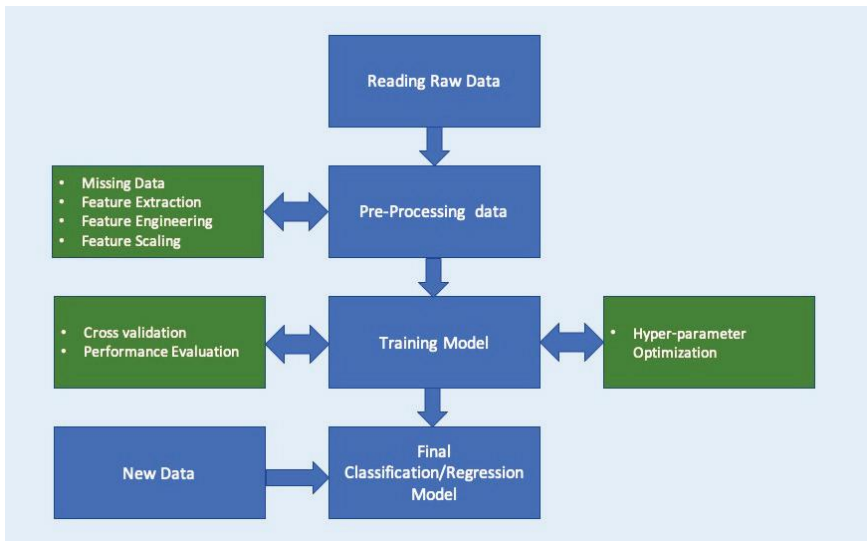 Reading Raw Data
• Missing Data
• Feature Extraction
• Feature Engineering
• Feature Scaling
Pre-Processing data
• Cross validation
• Performance Evaluation
Training Model
• Hyper-parameter
Optimization
New Data
Final
Classification/Regression
Model